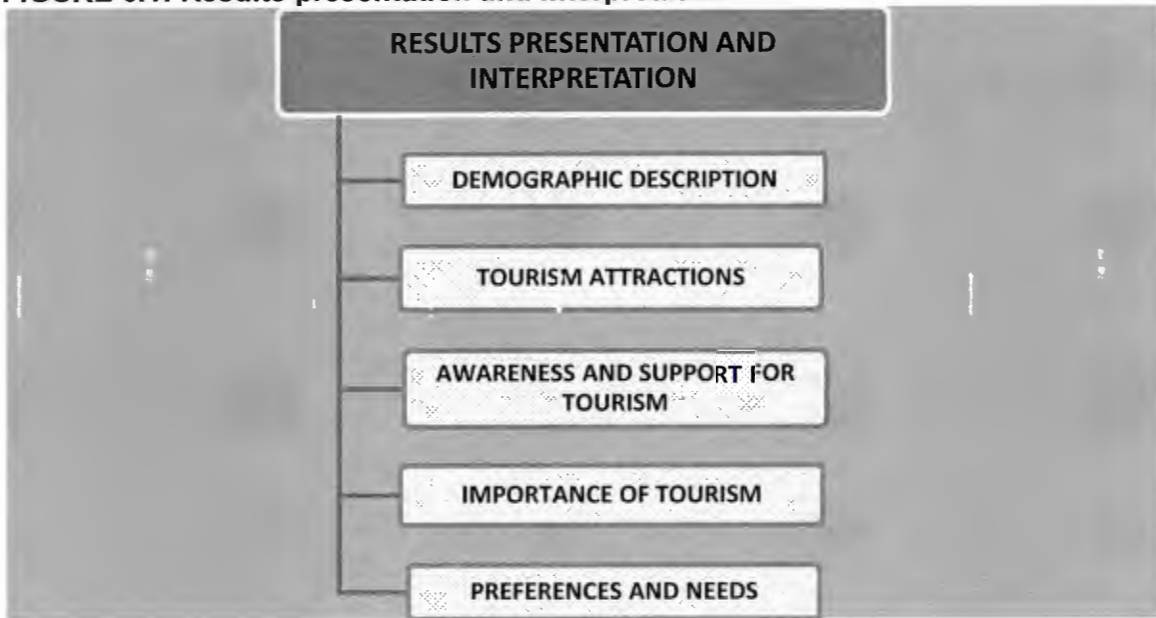 RESULTS PRESENTATION AND
INTERPRETATION
DEMOGRAPHIC DESCRIPTION
TOURISM ATTRACTIONS
AWARENESS AND SUPPORT FOR
TOURISM
IMPORTANCE OF TOURISM
PREFERENCES AND NEEDS